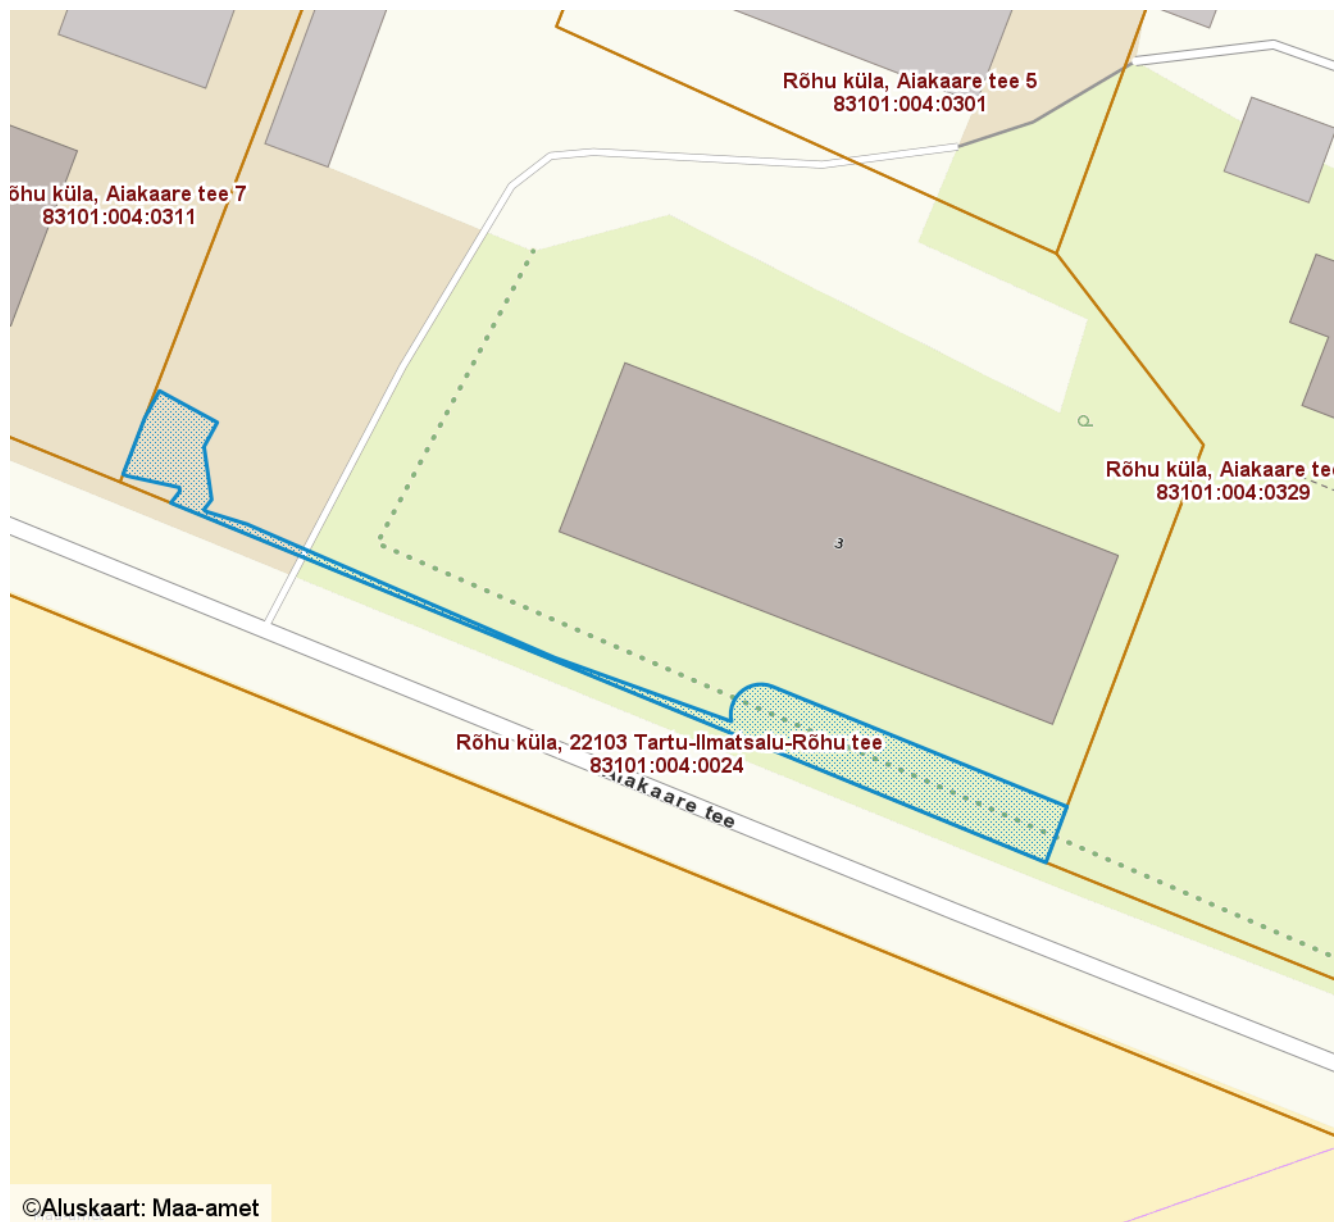 Rõhu küla, Aiakaare tee 5
83101:004:0301
õhu küla, Aiakaare tee 7
83101:004:0311
Rõhu küla, Aiakaare tee
83101:004:0329
3
Rõhu küla, 22103 Tartu-Ilmatsalu-Rõhu tee
83101:004:0024
Aiakaare tee
©Aluskaart: Maa-amet